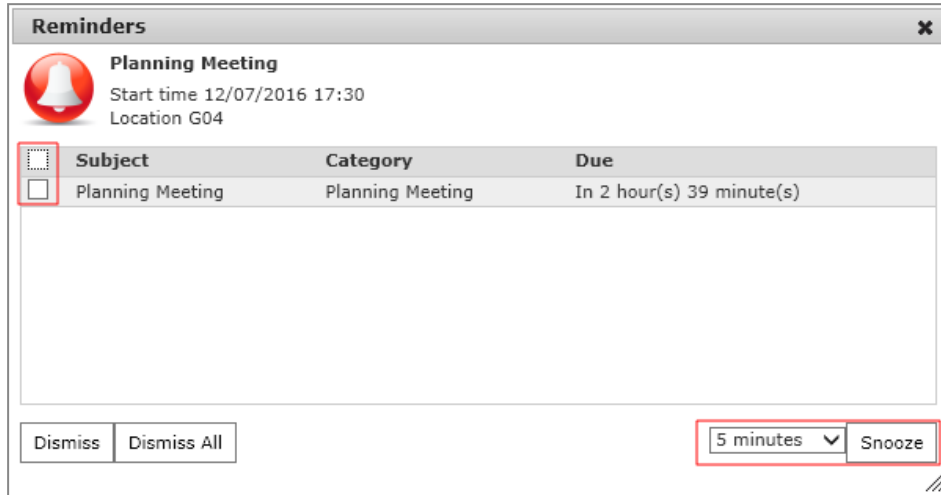 Reminders
Planning Meeting
Start time 12/07/2016 17:30
Location G04
Subject Category Due
Planning Meeting Planning Meeting In 2 hour(s) 39 minute(s)
Dismiss Dismiss All 5 minutes Snooze